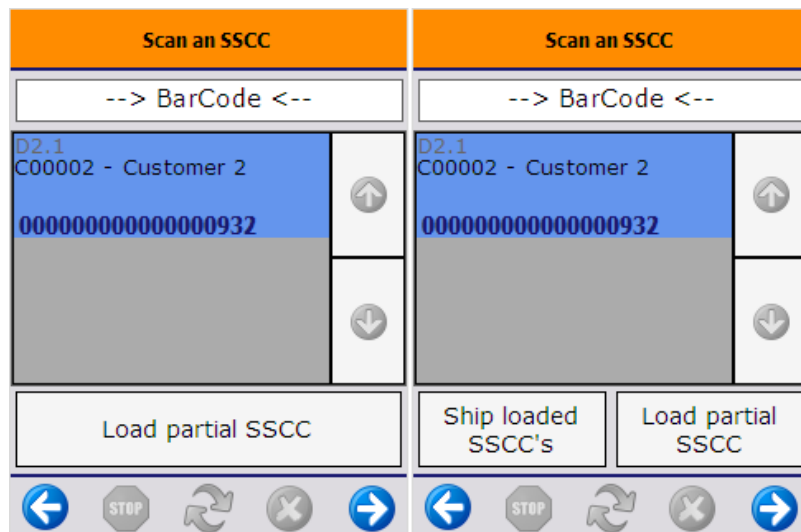 Scan an SSCC
--> BarCode <--
D2.1
C00002 - Customer 2
000000000000000932
Load partial SSCC
STOP
Scan an SSCC
--> BarCode <--
D2.1
C00002 - Customer 2
000000000000000932
Ship loaded
SSCC's
Load partial
SSCC
STOP